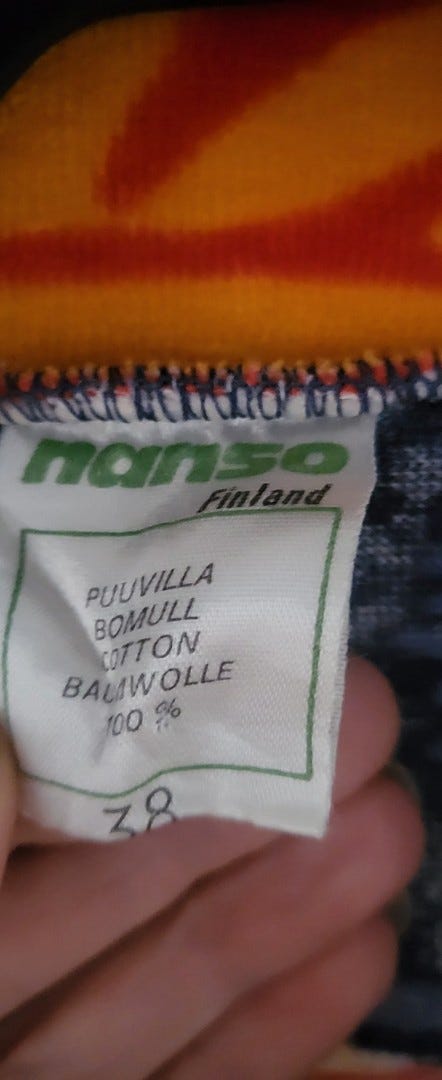 nanso
Finland
PUUVILLA
BOMULL
COTTON
BAUMWOLLE
100 %
38